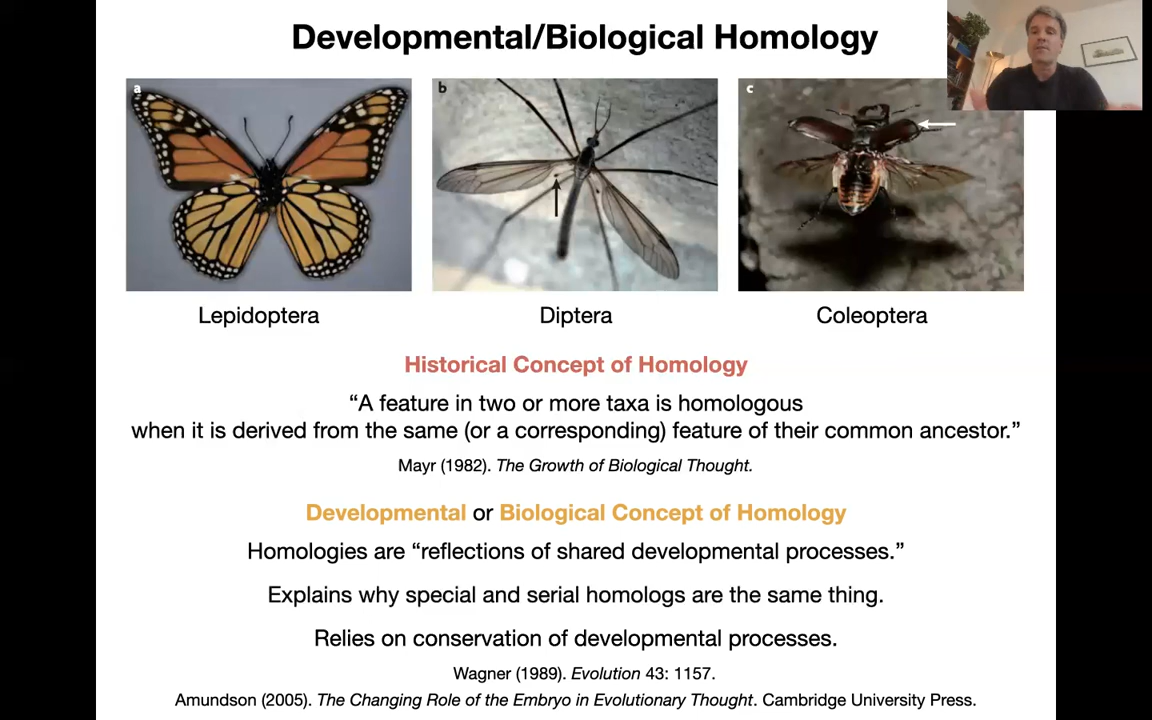 Developmental/Biological Homology
a
b
c
Lepidoptera
Diptera
Coleoptera
Historical Concept of Homology
“A feature in two or more taxa is homologous
when it is derived from the same (or a corresponding) feature of their common ancestor.”
Mayr (1982). The Growth of Biological Thought.
Developmental or Biological Concept of Homology
Homologies are “reflections of shared developmental processes.”
Explains why special and serial homologs are the same thing.
Relies on conservation of developmental processes.
Wagner (1989). Evolution 43: 1157.
Amundson (2005). The Changing Role of the Embryo in Evolutionary Thought. Cambridge University Press.